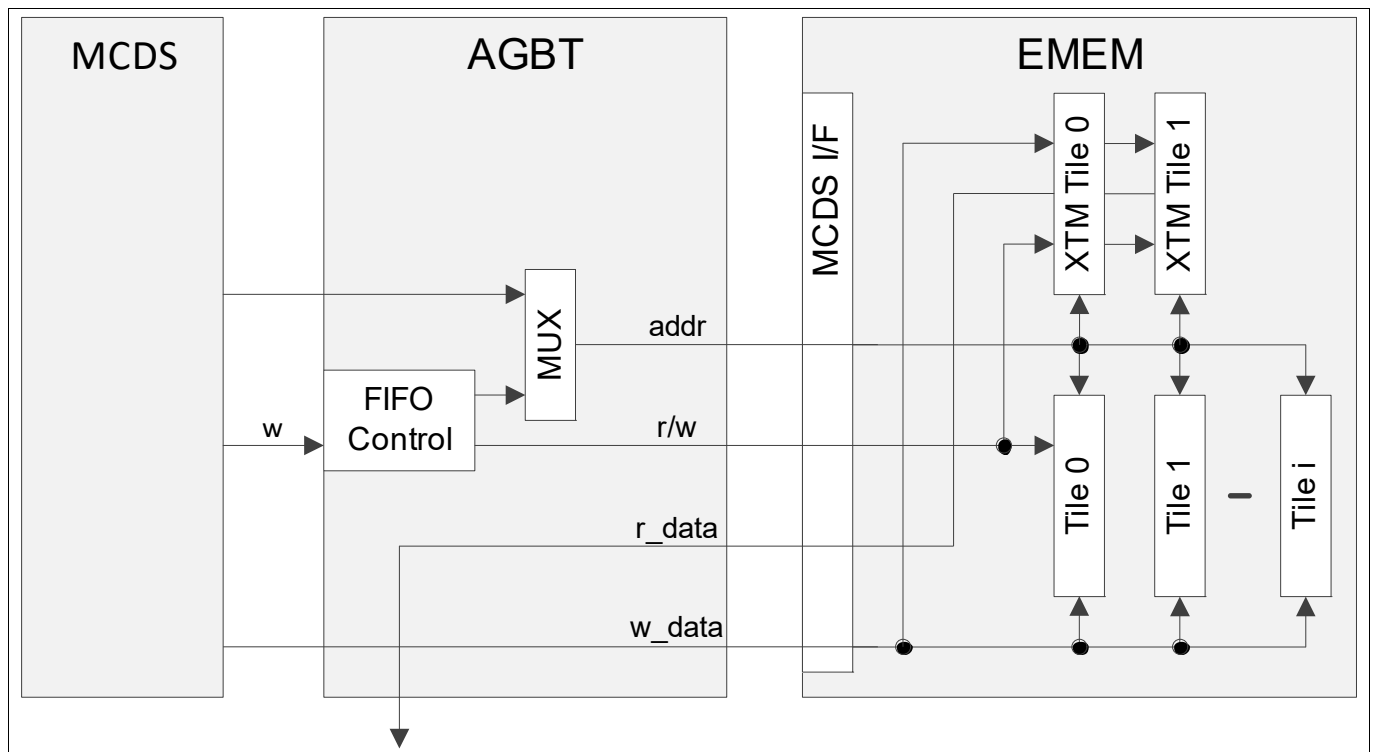 MCDS
AGBT
EMEM
MCDS I/F
XTM Tile 0
XTM Tile 1
MUX
addr
FIFO
Control
w
r/w
Tile 0
Tile 1
Tile i
r_data
w_data